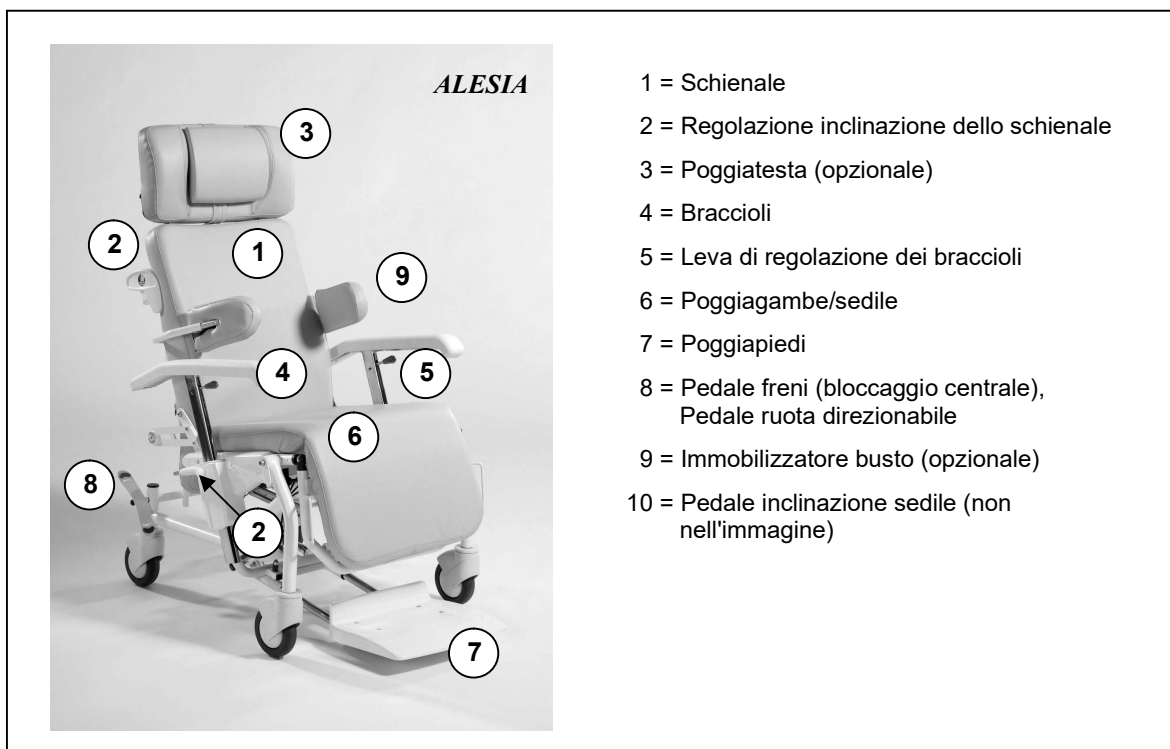 ALESIA
3
2
1
9
4
5
6
8
2
7
1 = Schienale
2 = Regolazione inclinazione dello schienale
3 = Poggiatesta (opzionale)
4 = Braccioli
5 = Leva di regolazione dei braccioli
6 = Poggiagambe/sedile
7 = Poggiapiedi
8 = Pedale freni (bloccaggio centrale),
Pedale ruota direzionabile
9 = Immobilizzatore busto (opzionale)
10 = Pedale inclinazione sedile (non
nell'immagine)